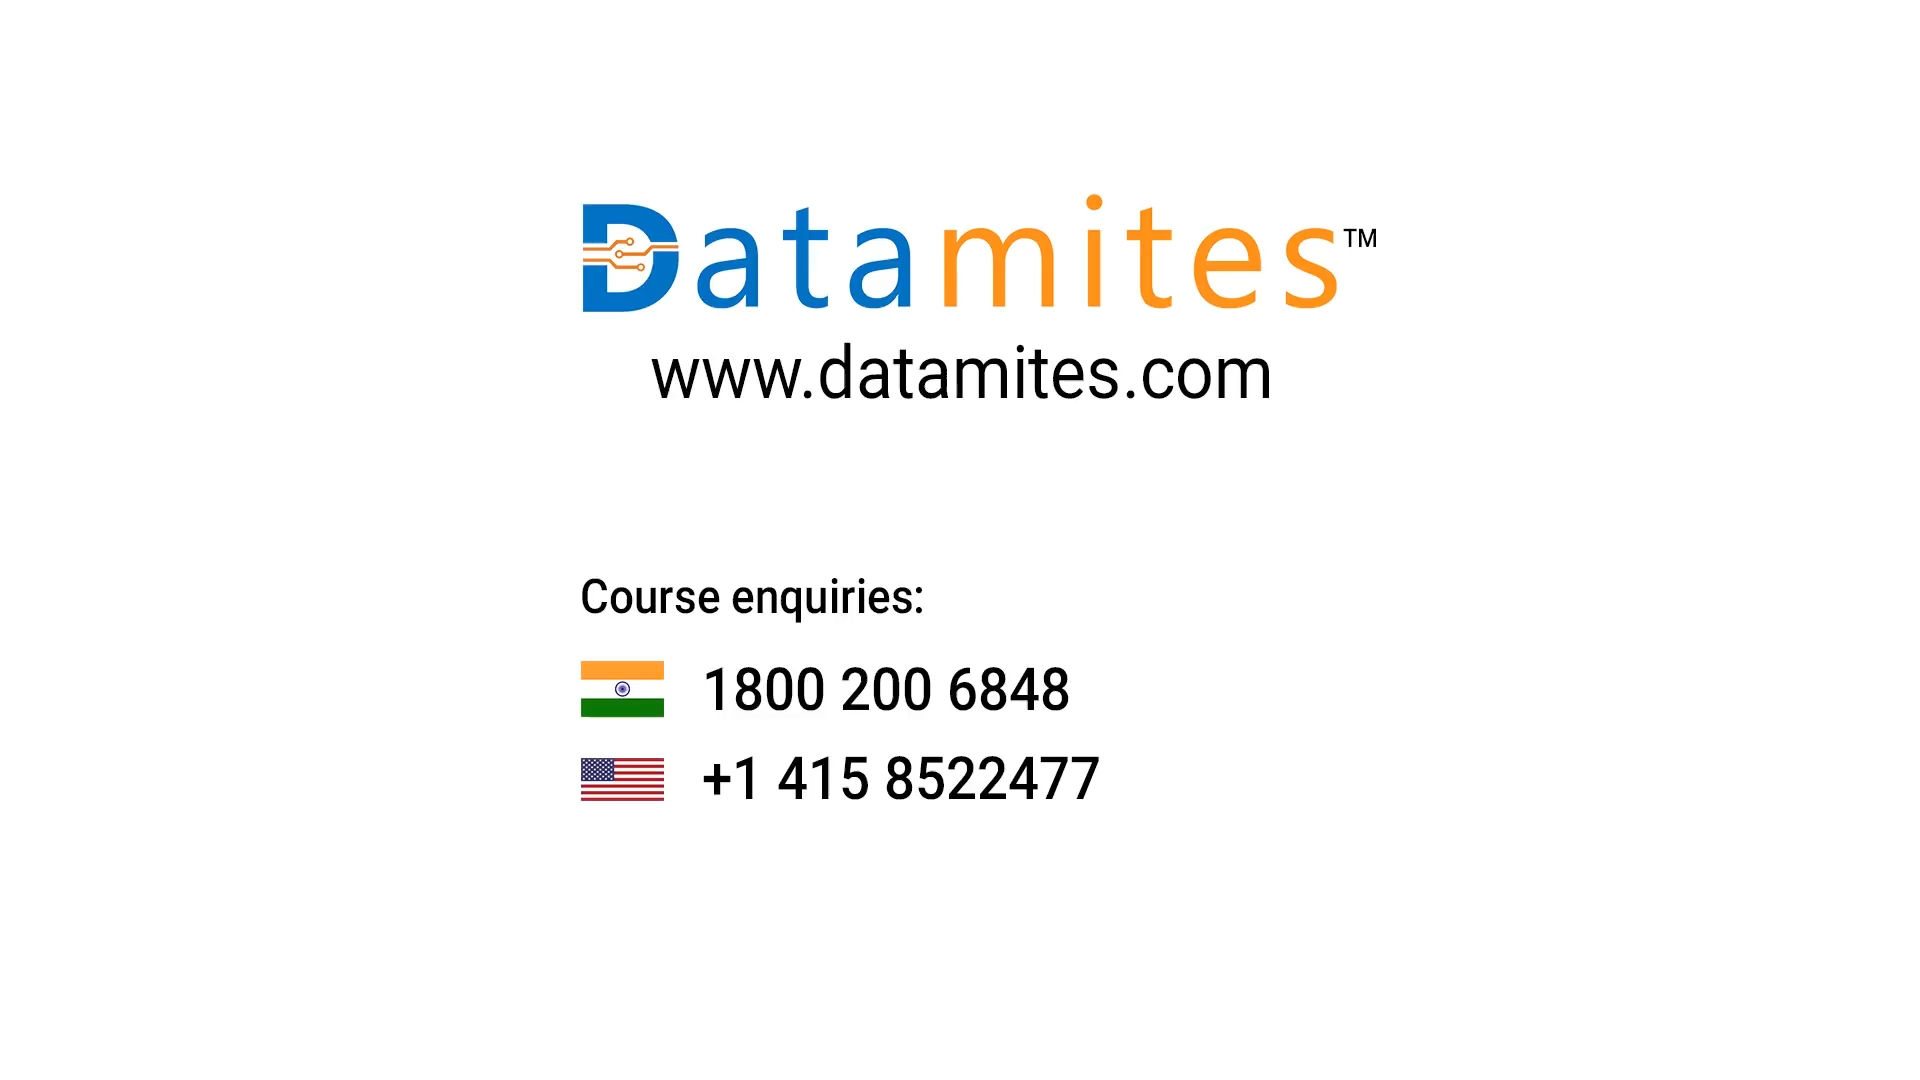 Datamites™
www.datamites.com
Course enquiries:
1800 200 6848
+1 415 8522477